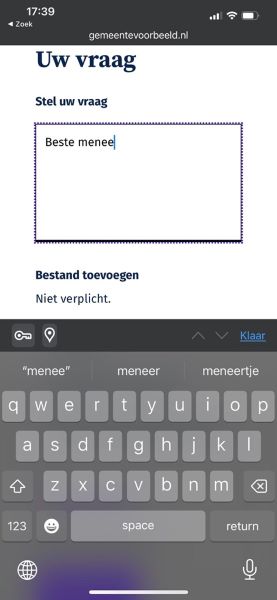 17:39
◂ Zoek
gemeentevoorbeeld.nl
Uw vraag
Stel uw vraag
Beste menee
Bestand toevoegen
Niet verplicht.
Klaar
“menee” meneer meneertje
q w e r t y u i o p
a s d f g h j k l
z x c v b n m
123 space return